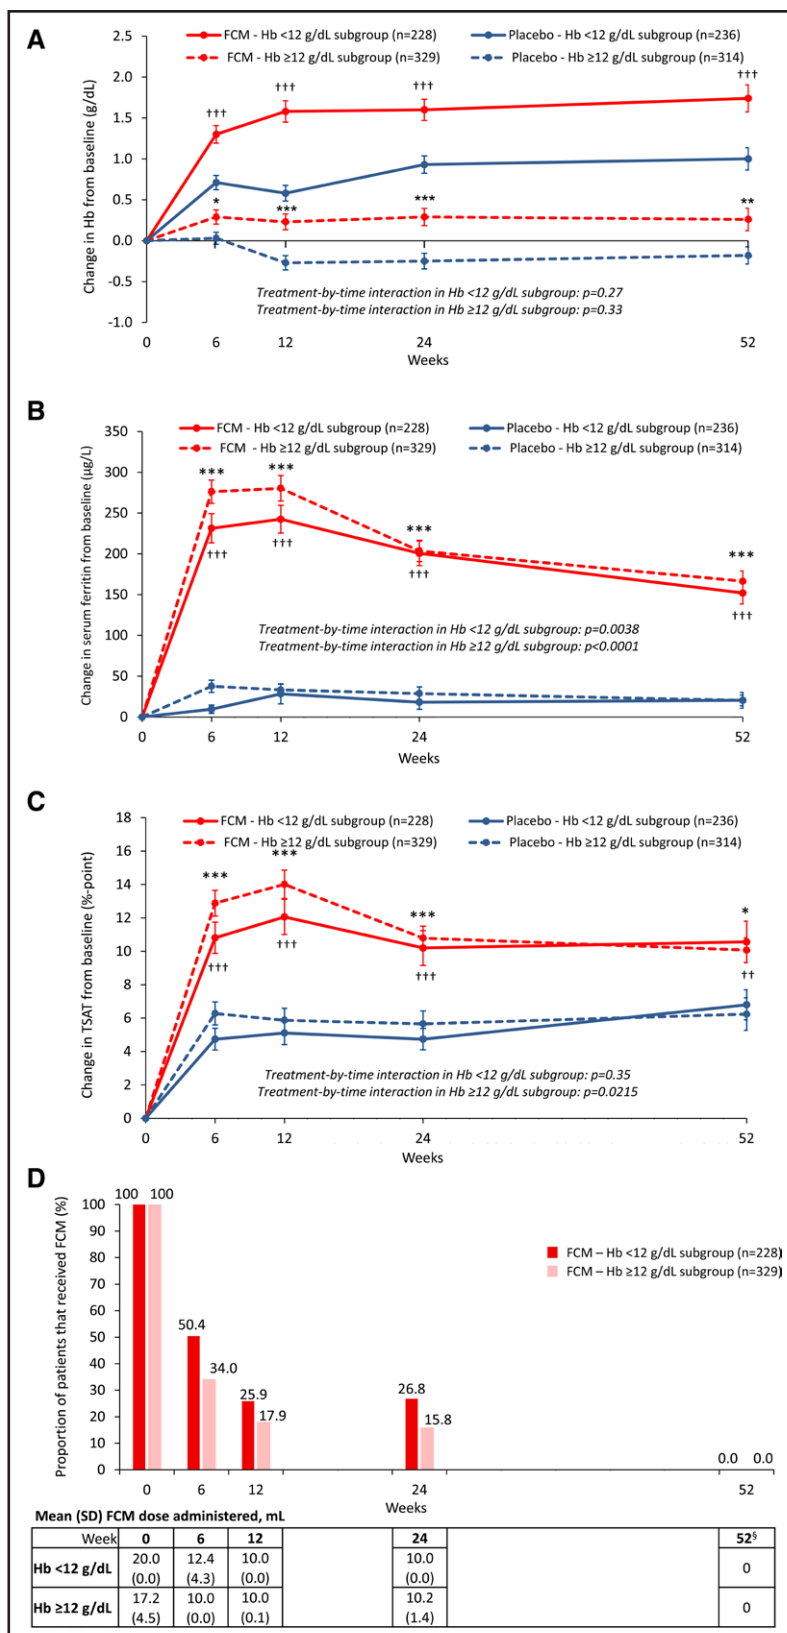 A
FCM - Hb <12 g/dL subgroup (n=228)
Placebo - Hb <12 g/dL subgroup (n=236)
FCM - Hb ≥12 g/dL subgroup (n=329)
Placebo - Hb ≥12 g/dL subgroup (n=314)
Change in Hb from baseline (g/dL)
2.5
2.0
1.5
1.0
0.5
0.0
-0.5
-1.0
††† ††† ††† †††
* *** *** **
†
Treatment-by-time interaction in Hb <12 g/dL subgroup: p=0.27
Treatment-by-time interaction in Hb ≥12 g/dL subgroup: p=0.33
0 6 12 24 52
Weeks
B
FCM - Hb <12 g/dL subgroup (n=228)
Placebo - Hb <12 g/dL subgroup (n=236)
FCM - Hb ≥12 g/dL subgroup (n=329)
Placebo - Hb ≥12 g/dL subgroup (n=314)
Change in serum ferritin from baseline (µg/L)
350
300
250
200
150
100
50
0
*** *** *** ***
††† ††† ††† †††
Treatment-by-time interaction in Hb <12 g/dL subgroup: p=0.0038
Treatment-by-time interaction in Hb ≥12 g/dL subgroup: p<0.0001
0 6 12 24 52
Weeks
C
FCM - Hb <12 g/dL subgroup (n=228)
Placebo - Hb <12 g/dL subgroup (n=236)
FCM - Hb ≥12 g/dL subgroup (n=329)
Placebo - Hb ≥12 g/dL subgroup (n=314)
Change in TSAT from baseline (%-point)
18
16
14
12
10
8
6
4
2
0
*** *** *** *
††† ††† ††† ††
Treatment-by-time interaction in Hb <12 g/dL subgroup: p=0.35
Treatment-by-time interaction in Hb ≥12 g/dL subgroup: p=0.0215
0 6 12 24 52
Weeks
D
Proportion of patients that received FCM (%)
100
90
80
70
60
50
40
30
20
10
0
100 100
50.4 34.0
25.9 17.9
26.8 15.8
0.0 0.0
FCM – Hb <12 g/dL subgroup (n=228)
FCM – Hb ≥12 g/dL subgroup (n=329)
0 6 12 24 52
Weeks
Mean (SD) FCM dose administered, mL
Week 0 6 12 24 52§
Hb <12 g/dL 20.0 12.4 10.0 10.0 0
(0.0) (4.3) (0.0) (0.0)
Hb ≥12 g/dL 17.2 10.0 10.0 10.2 0
(4.5) (0.0) (0.1) (1.4)